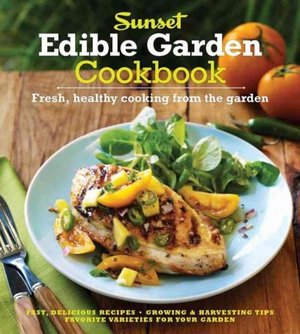 Sunset
Edible Garden
Cookbook
Fresh, healthy cooking from the garden
FAST, DELICIOUS RECIPES • GROWING & HARVESTING TIPS
FAVORITE VARIETIES FOR YOUR GARDEN